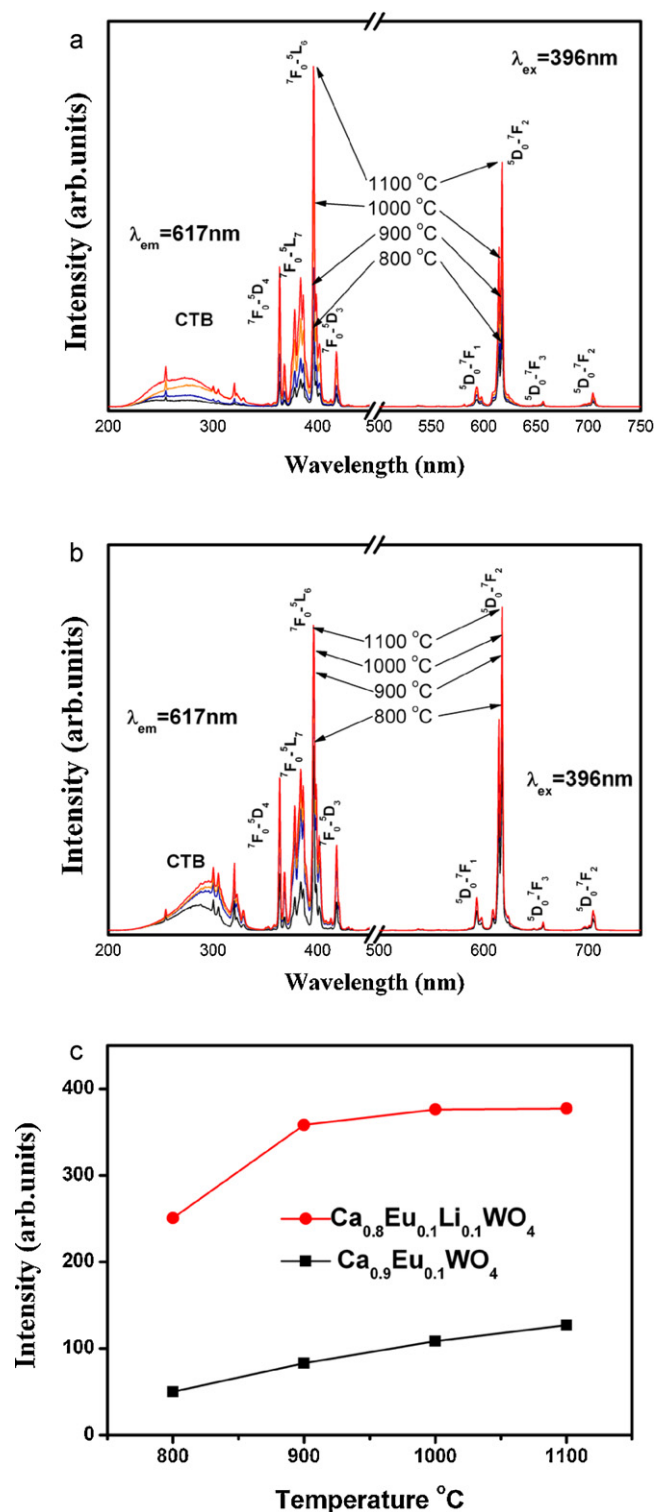 a
⁷F₀-⁵L₆
λex=396nm
⁵D₀-⁷F₂
1100 °C
1000 °C
900 °C
800 °C
λem=617nm
⁷F₀-⁵L₇
⁷F₀-⁵D₄
⁷F₀-⁵D₃
CTB
⁵D₀-⁷F₁
⁵D₀-⁷F₃
⁵D₀-⁷F₂
Intensity (arb.units)
200 300 400 500 550 600 650 700 750
Wavelength (nm)
b
⁷F₀-⁵L₆
⁵D₀-⁷F₂
1100 °C
1000 °C
900 °C
800 °C
λem=617nm
⁷F₀-⁵L₇
λex=396nm
⁷F₀-⁵D₄
⁷F₀-⁵D₃
CTB
⁵D₀-⁷F₁
⁵D₀-⁷F₃
⁵D₀-⁷F₂
Intensity (arb.units)
200 300 400 500 600 700
Wavelength (nm)
c
400
300
200
100
0
Intensity (arb.units)
Ca₀.₈Eu₀.₁Li₀.₁WO₄
Ca₀.₉Eu₀.₁WO₄
800 900 1000 1100
Temperature °C